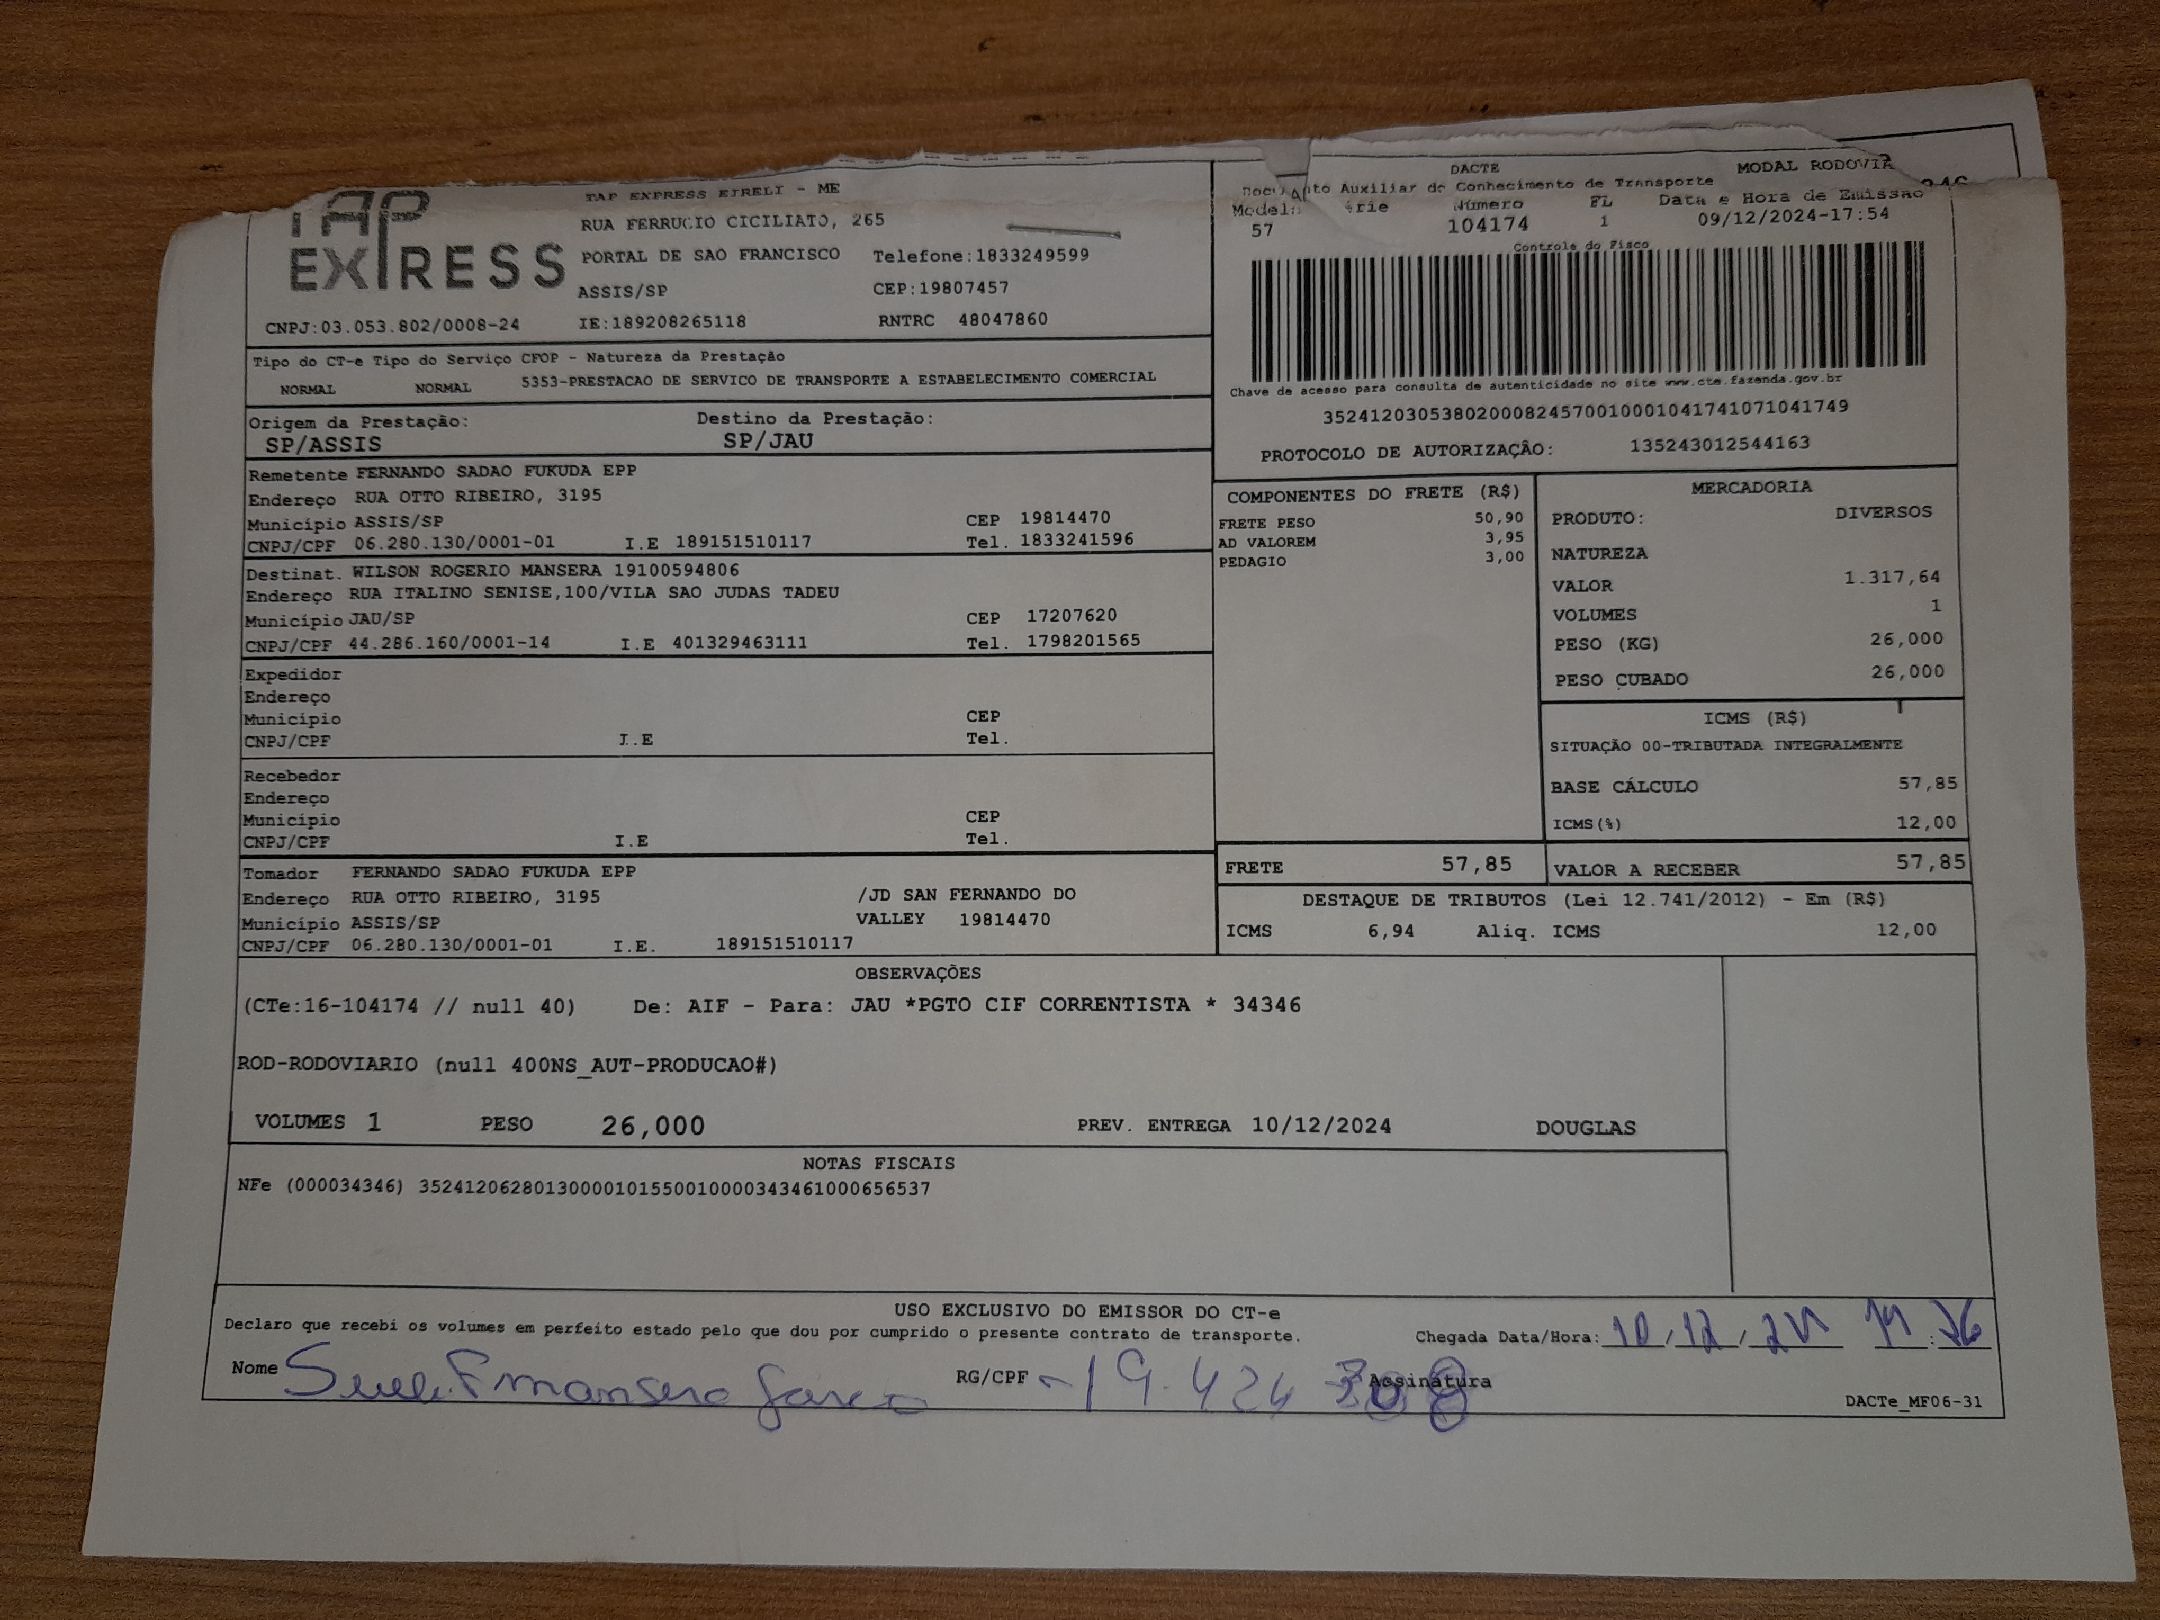 TAP
EXPRESS
TAP EXPRESS EIRELI - ME
RUA FERRUCIO CICILIATO, 265
PORTAL DE SAO FRANCISCO Telefone:1833249599
ASSIS/SP CEP:19807457
CNPJ:03.053.802/0008-24 IE:189208265118 RNTRC 48047860
DACTE MODAL RODOVIA
Auxiliar do Conhecimento de Transporte
Modelo érie Número FL Data e Hora de Emissão
57 104174 1 09/12/2024-17:54
Controle do Fisco
Chave de acesso para consulta de autenticidade no site www.cte.fazenda.gov.br
35241203053802000824570010001041741071041749
PROTOCOLO DE AUTORIZAÇÃO: 135243012544163
Tipo do CT-e Tipo do Serviço CFOP - Natureza da Prestação
NORMAL NORMAL 5353-PRESTACAO DE SERVICO DE TRANSPORTE A ESTABELECIMENTO COMERCIAL
Origem da Prestação: Destino da Prestação:
SP/ASSIS SP/JAU
Remetente FERNANDO SADAO FUKUDA EPP
Endereço RUA OTTO RIBEIRO, 3195
Município ASSIS/SP CEP 19814470
CNPJ/CPF 06.280.130/0001-01 I.E 189151510117 Tel. 1833241596
Destinat. WILSON ROGERIO MANSERA 19100594806
Endereço RUA ITALINO SENISE,100/VILA SAO JUDAS TADEU
Município JAU/SP CEP 17207620
CNPJ/CPF 44.286.160/0001-14 I.E 401329463111 Tel. 1798201565
Expedidor
Endereço
Município CEP
CNPJ/CPF I.E Tel.
Recebedor
Endereço
Município CEP
CNPJ/CPF I.E Tel.
Tomador FERNANDO SADAO FUKUDA EPP
Endereço RUA OTTO RIBEIRO, 3195 /JD SAN FERNANDO DO
Município ASSIS/SP VALLEY 19814470
CNPJ/CPF 06.280.130/0001-01 I.E. 189151510117
COMPONENTES DO FRETE (R$)
FRETE PESO 50,90
AD VALOREM 3,95
PEDAGIO 3,00
MERCADORIA
PRODUTO: DIVERSOS
NATUREZA
VALOR 1.317,64
VOLUMES 1
PESO (KG) 26,000
PESO CUBADO 26,000
ICMS (R$)
SITUAÇÃO 00-TRIBUTADA INTEGRALMENTE
BASE CÁLCULO 57,85
ICMS(%) 12,00
FRETE 57,85 VALOR A RECEBER 57,85
DESTAQUE DE TRIBUTOS (Lei 12.741/2012) - Em (R$)
ICMS 6,94 Aliq. ICMS 12,00
OBSERVAÇÕES
(CTe:16-104174 // null 40) De: AIF - Para: JAU *PGTO CIF CORRENTISTA * 34346
ROD-RODOVIARIO (null 400NS_AUT-PRODUCAO#)
VOLUMES 1 PESO 26,000 PREV. ENTREGA 10/12/2024 DOUGLAS
NOTAS FISCAIS
NFe (000034346) 35241206280130000101550010000343461000656537
USO EXCLUSIVO DO EMISSOR DO CT-e
Declaro que recebi os volumes em perfeito estado pelo que dou por cumprido o presente contrato de transporte. Chegada Data/Hora: 10/12/24
Nome RG/CPF 19.424 Assinatura
DACTe_MF06-31